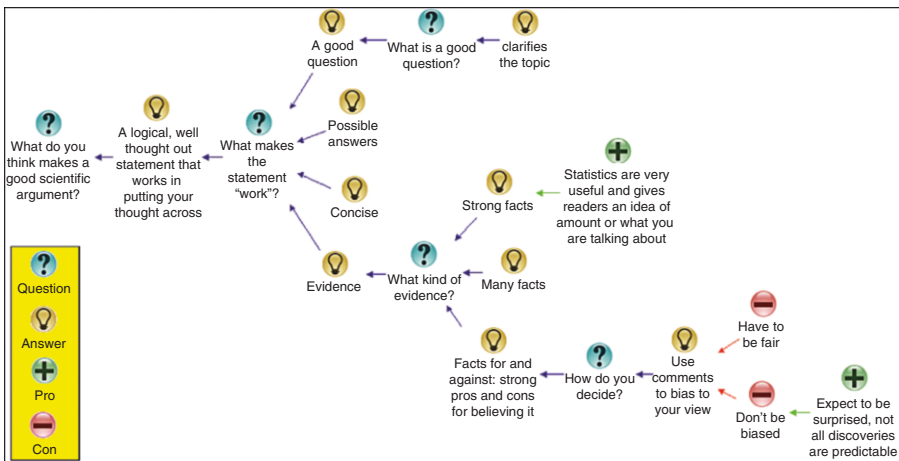 A good
question
What is a good
question?
clarifies
the topic
What do you
think makes a
good scientific
argument?
A logical, well
thought out
statement that
works in
putting your
thought across
What makes
the
statement
“work”?
Possible
answers
Concise
Evidence
What kind of
evidence?
Strong facts
Statistics are very
useful and gives
readers an idea of
amount or what you
are talking about
Many facts
Facts for and
against: strong
pros and cons
for believing it
How do you
decide?
Use
comments
to bias to
your view
Have to
be fair
Don’t be
biased
Expect to be
surprised, not
all discoveries
are predictable
Question
Answer
Pro
Con